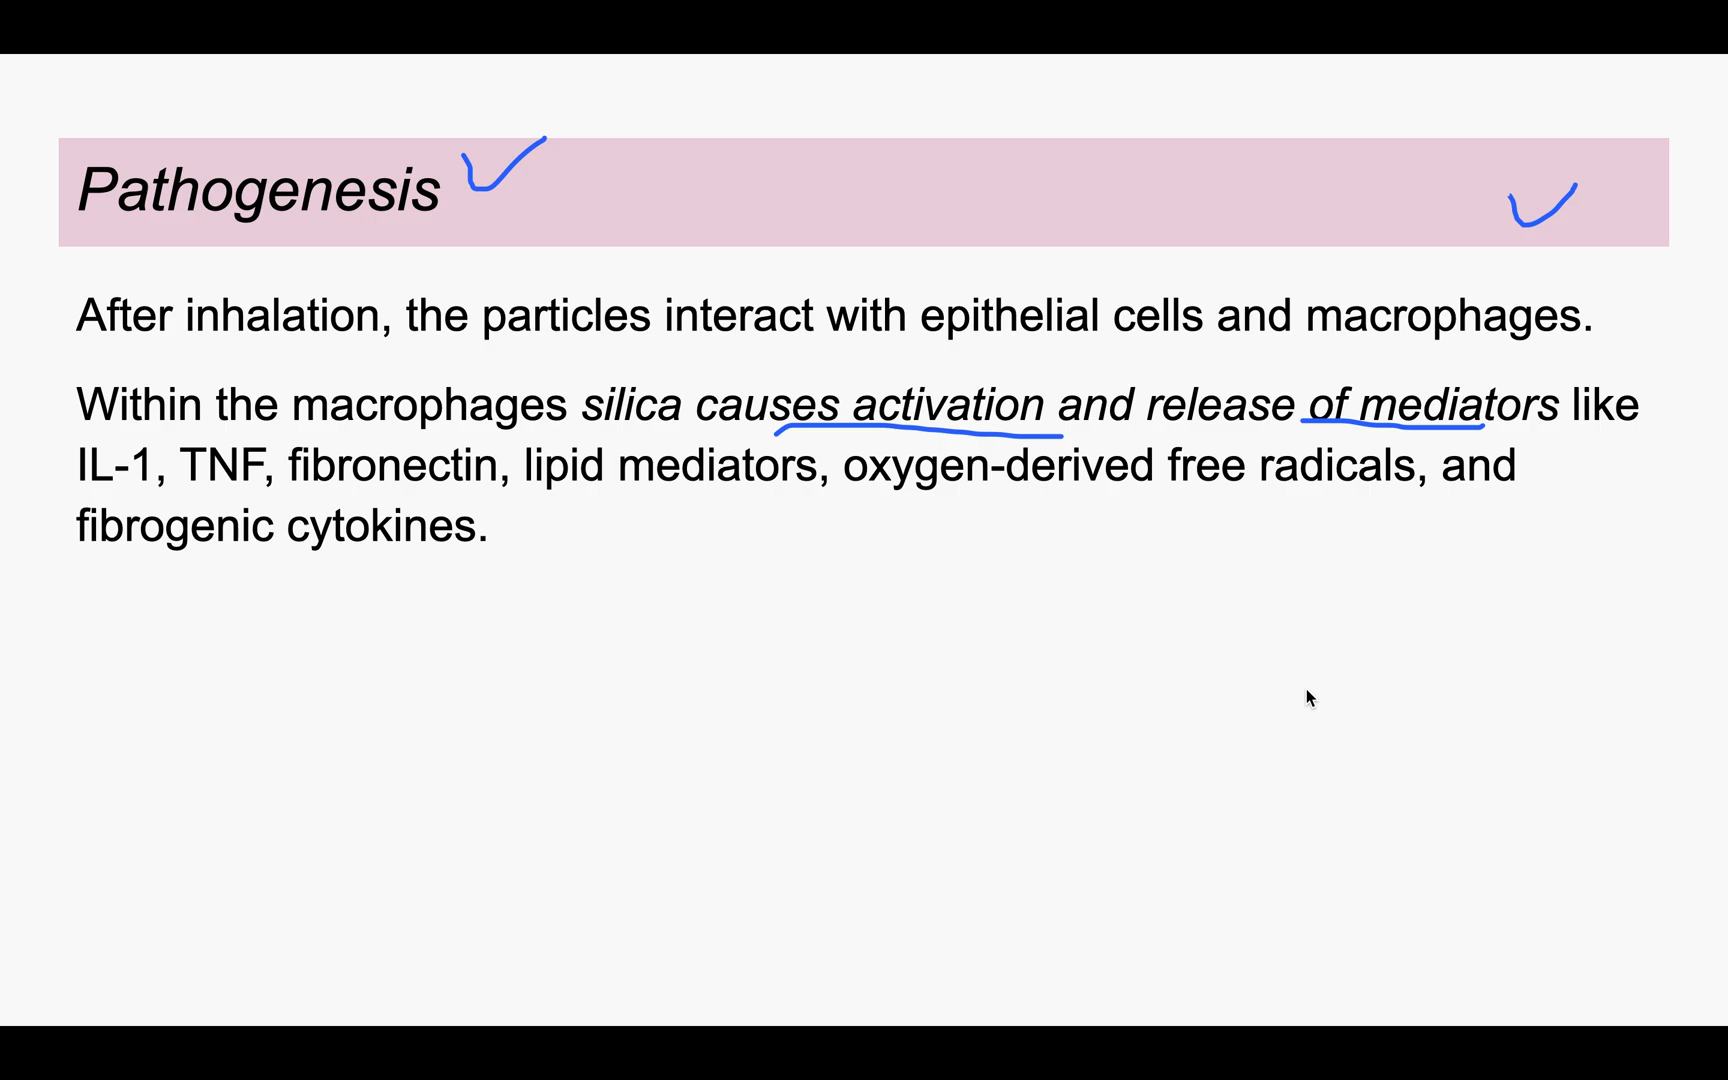 Pathogenesis
After inhalation, the particles interact with epithelial cells and macrophages.
Within the macrophages silica causes activation and release of mediators like
IL-1, TNF, fibronectin, lipid mediators, oxygen-derived free radicals, and
fibrogenic cytokines.